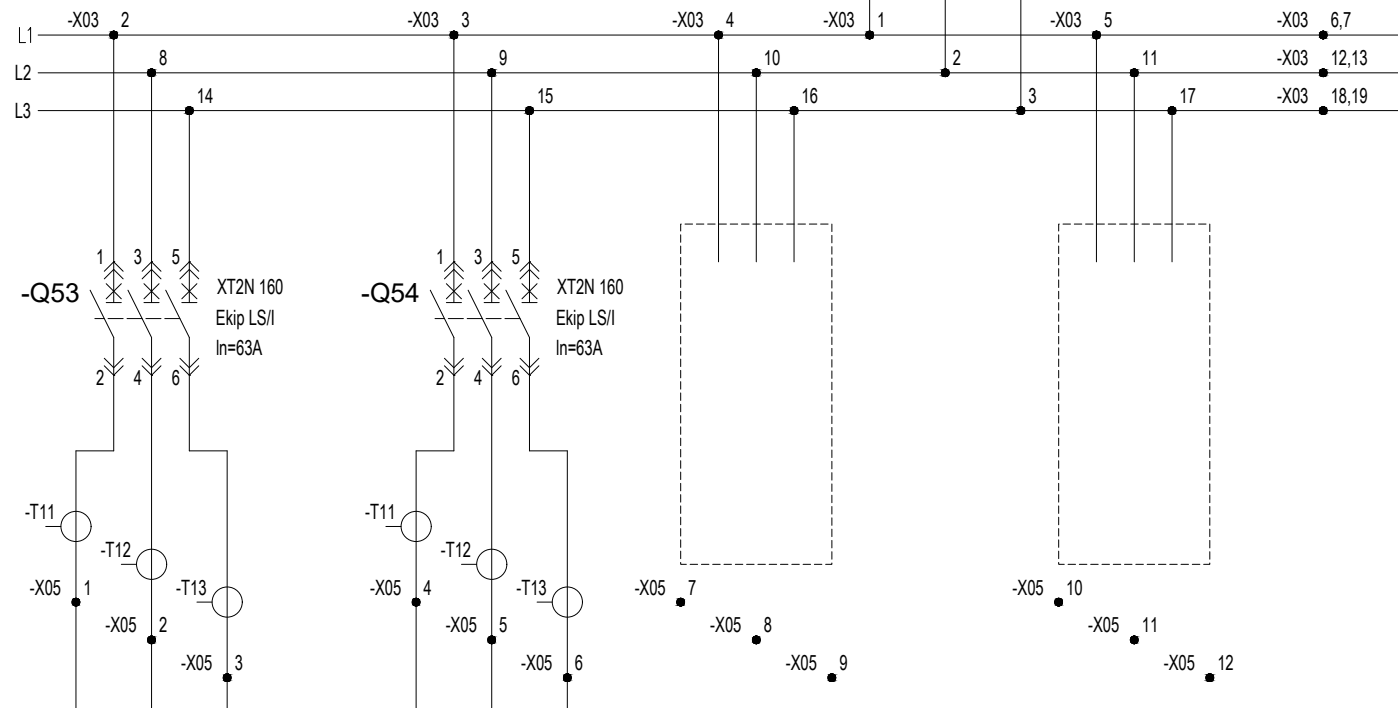 -X03 2 -X03 3 -X03 4 -X03 1 -X03 5 -X03 6,7
L1
8 9 10 2 11 -X03 12,13
L2
14 15 16 3 17 -X03 18,19
L3
1 3 5 1 3 5
-Q53 XT2N 160 -Q54 XT2N 160
Ekip LS/I Ekip LS/I
In=63A In=63A
2 4 6 2 4 6
-T11 -T11
-T12 -T12
-X05 1 -T13 -X05 4 -T13 -X05 7 -X05 10
-X05 2 -X05 5 -X05 8 -X05 11
-X05 3 -X05 6 -X05 9 -X05 12